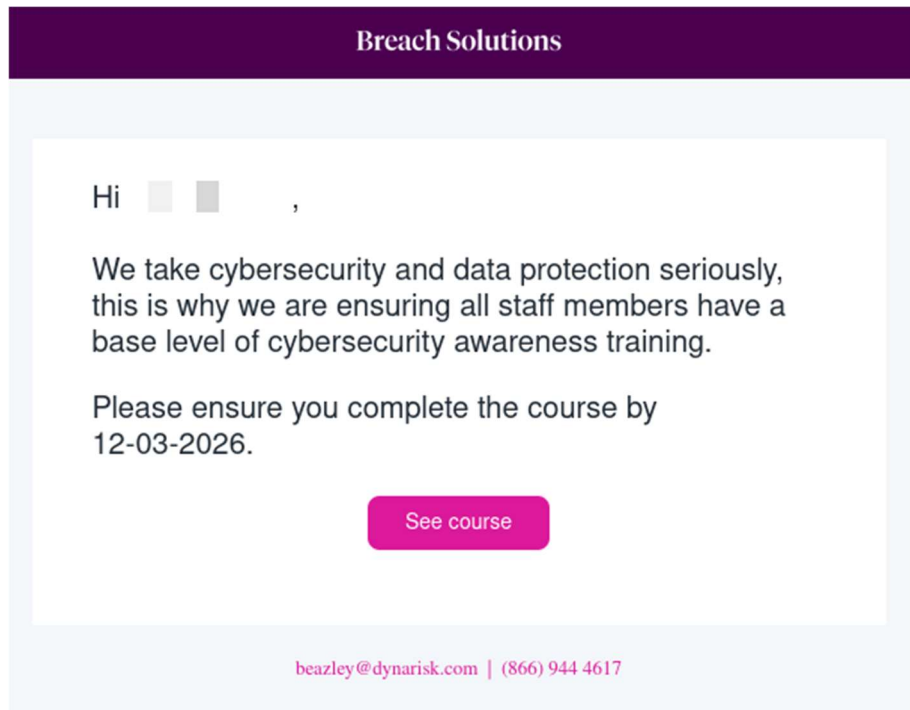 Breach Solutions
Hi ,
We take cybersecurity and data protection seriously,
this is why we are ensuring all staff members have a
base level of cybersecurity awareness training.
Please ensure you complete the course by
12-03-2026.
See course
beazley@dynarisk.com | (866) 944 4617